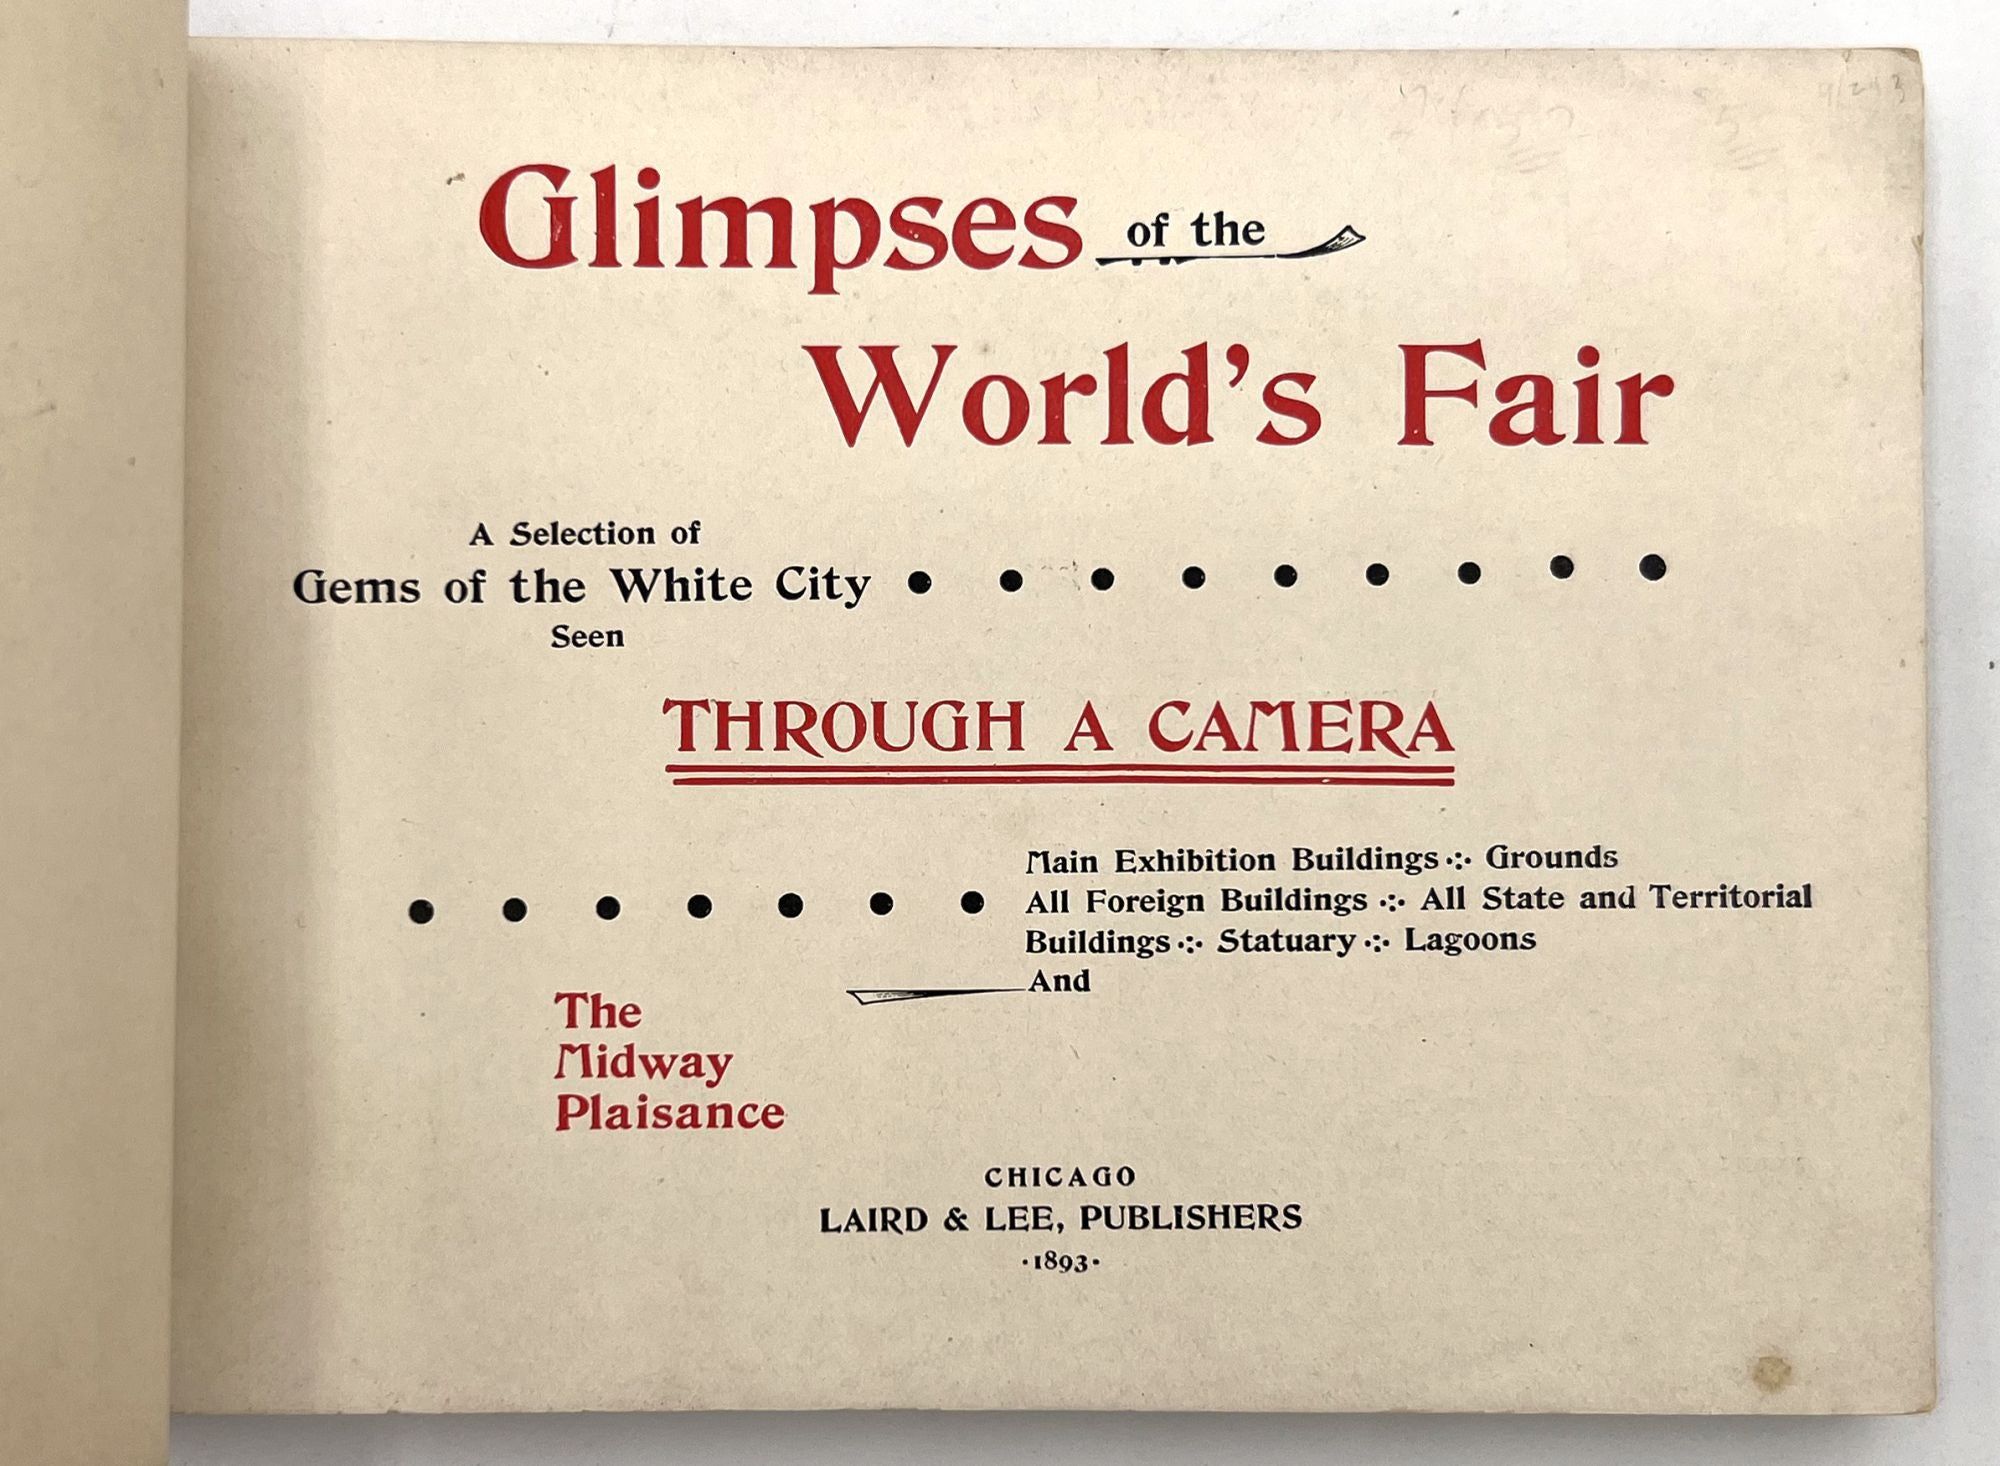 Glimpses of the
World's Fair
A Selection of
Gems of the White City
Seen
THROUGH A CAMERA
Main Exhibition Buildings ·:· Grounds
All Foreign Buildings ·:· All State and Territorial
Buildings ·:· Statuary ·:· Lagoons
And
The
Midway
Plaisance
CHICAGO
LAIRD & LEE, PUBLISHERS
·1893·